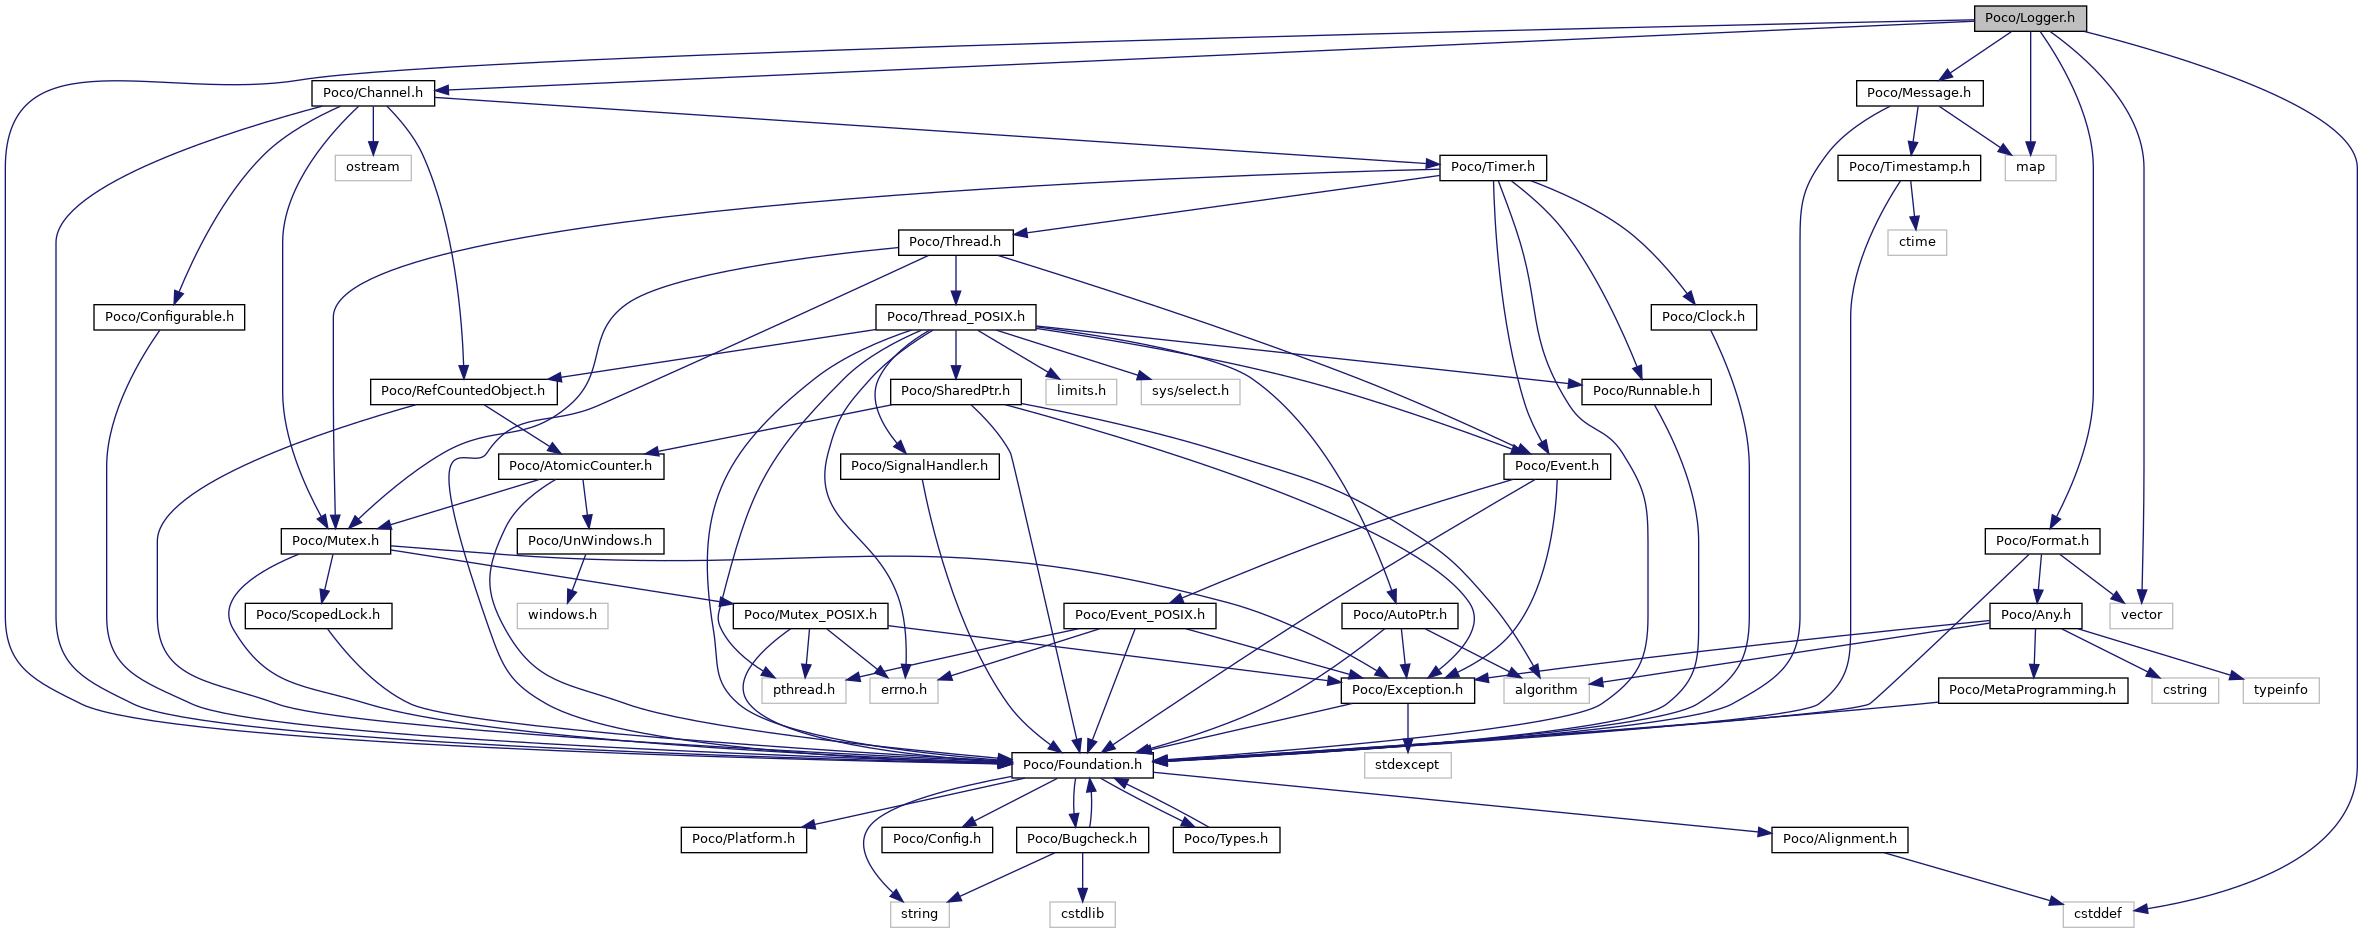 Poco/Logger.h
Poco/Channel.h
Poco/Message.h
ostream
Poco/Timer.h
Poco/Timestamp.h
map
Poco/Thread.h
ctime
Poco/Configurable.h
Poco/Thread_POSIX.h
Poco/Clock.h
Poco/RefCountedObject.h
Poco/SharedPtr.h
limits.h
sys/select.h
Poco/Runnable.h
Poco/AtomicCounter.h
Poco/SignalHandler.h
Poco/Event.h
Poco/Mutex.h
Poco/UnWindows.h
Poco/Format.h
Poco/ScopedLock.h
windows.h
Poco/Mutex_POSIX.h
Poco/Event_POSIX.h
Poco/AutoPtr.h
Poco/Any.h
vector
pthread.h
errno.h
Poco/Exception.h
algorithm
Poco/MetaProgramming.h
cstring
typeinfo
Poco/Foundation.h
stdexcept
Poco/Platform.h
Poco/Config.h
Poco/Bugcheck.h
Poco/Types.h
Poco/Alignment.h
string
cstdlib
cstddef